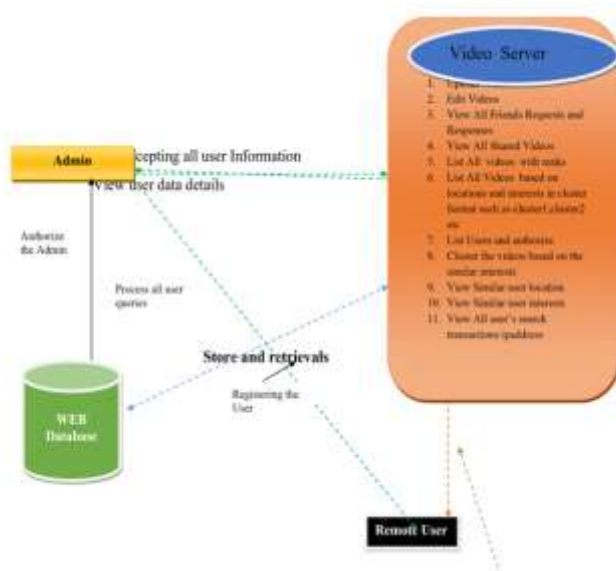 Video Server
1.
2. Edit Videos
3. View All Friends Requests and
Responses
4. View All Shared Videos
5. List All videos with ranks
6. List All Videos based on
locations and interests in cluster
format such as cluster1,cluster2
etc
7. List Users and authorize
8. Cluster the videos based on the
similar interests
9. View Similar user location
10. View Similar user interests
11. View All user's search
transactions ipaddress
Admin
cepting all user Information
View user data details
Authorize
the Admin
Process all user
queries
Store and retrievals
Registering the
User
WEB
Database
User